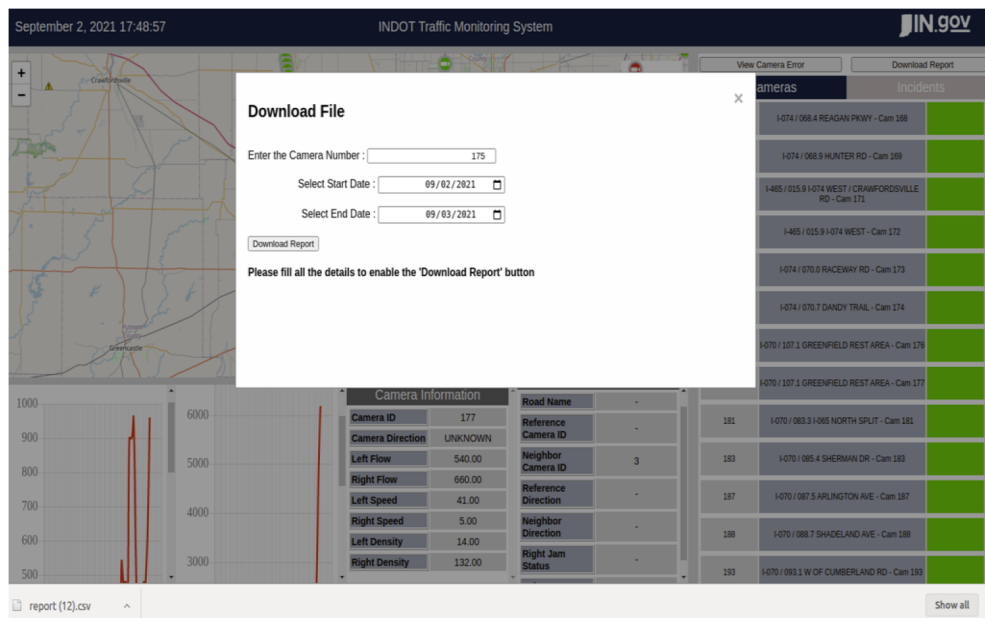 September 2, 2021 17:48:57
INDOT Traffic Monitoring System
IN.gov
View Camera Error
Download Report
ameras
Incidents
+
−
Crawfordsville
Greencastle
Download File
×
Enter the Camera Number :
175
Select Start Date :
09/02/2021
Select End Date :
09/03/2021
Download Report
Please fill all the details to enable the 'Download Report' button
I-074 / 068.4 REAGAN PKWY - Cam 168
I-074 / 068.9 HUNTER RD - Cam 169
I-465 / 015.9 I-074 WEST / CRAWFORDSVILLE
RD - Cam 171
I-465 / 015.9 I-074 WEST - Cam 172
I-074 / 070.0 RACEWAY RD - Cam 173
I-074 / 070.7 DANDY TRAIL - Cam 174
I-070 / 107.1 GREENFIELD REST AREA - Cam 176
I-070 / 107.1 GREENFIELD REST AREA - Cam 177
181 I-070 / 083.3 I-065 NORTH SPLIT - Cam 181
183 I-070 / 085.4 SHERMAN DR - Cam 183
187 I-070 / 087.5 ARLINGTON AVE - Cam 187
188 I-070 / 088.7 SHADELAND AVE - Cam 188
193 I-070 / 093.1 W OF CUMBERLAND RD - Cam 193
1000
900
800
700
600
500
6000
5000
4000
3000
Camera Information
Camera ID 177
Camera Direction UNKNOWN
Left Flow 540.00
Right Flow 660.00
Left Speed 41.00
Right Speed 5.00
Left Density 14.00
Right Density 132.00
Road Name -
Reference
Camera ID -
Neighbor
Camera ID 3
Reference
Direction -
Neighbor
Direction -
Right Jam
Status -
report (12).csv
Show all